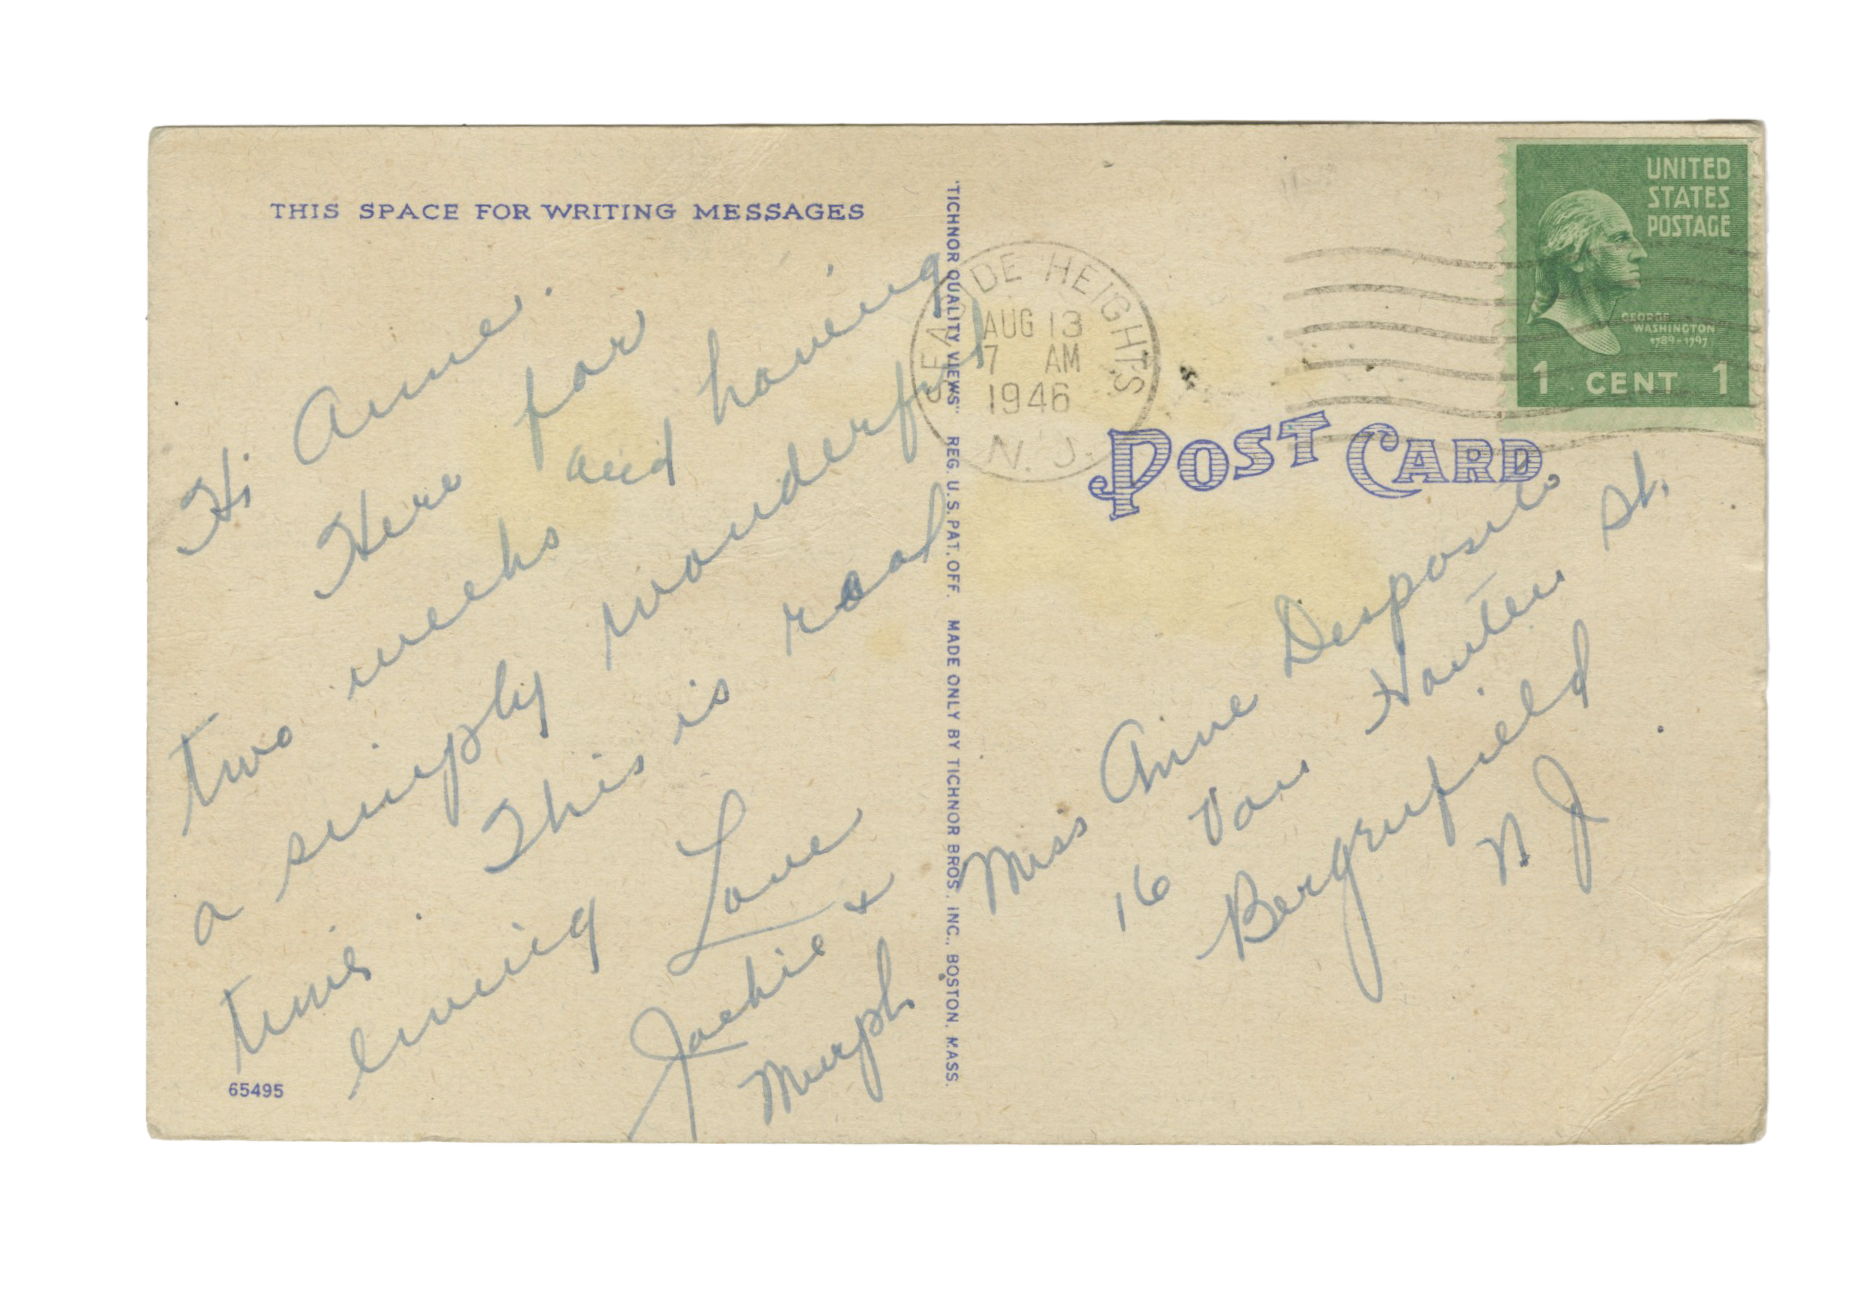 THIS SPACE FOR WRITING MESSAGES
Hi Anne.
Here for
two weeks and having
a simply wonderful
time. This is real
living
Love
Jackie &
Murph
65495
"TICHNOR QUALITY VIEWS" REG. U.S. PAT. OFF. MADE ONLY BY TICHNOR BROS. INC., BOSTON, MASS.
SEASIDE HEIGHTS
AUG 13
7 AM
1946
N. J.
UNITED
STATES
POSTAGE
GEORGE
WASHINGTON
1789-1797
1 CENT 1
POST CARD
Miss Anne Desposito
16 Van Houten St.
Bergenfield
N J